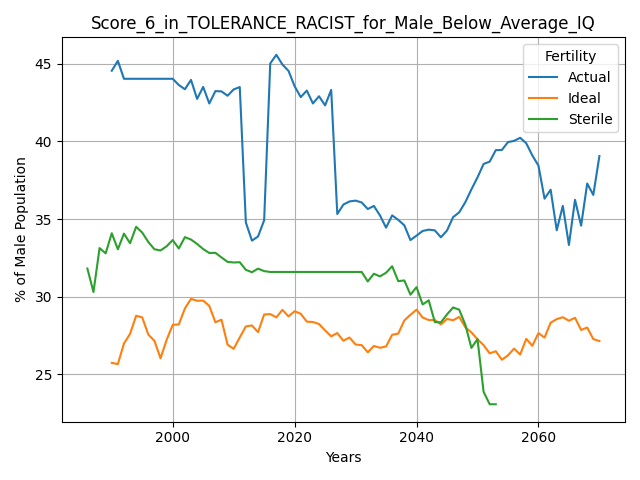 Score_6_in_TOLERANCE_RACIST_for_Male_Below_Average_IQ
% of Male Population
45
40
35
30
25
Fertility
Actual
Ideal
Sterile
2000 2020 2040 2060
Years